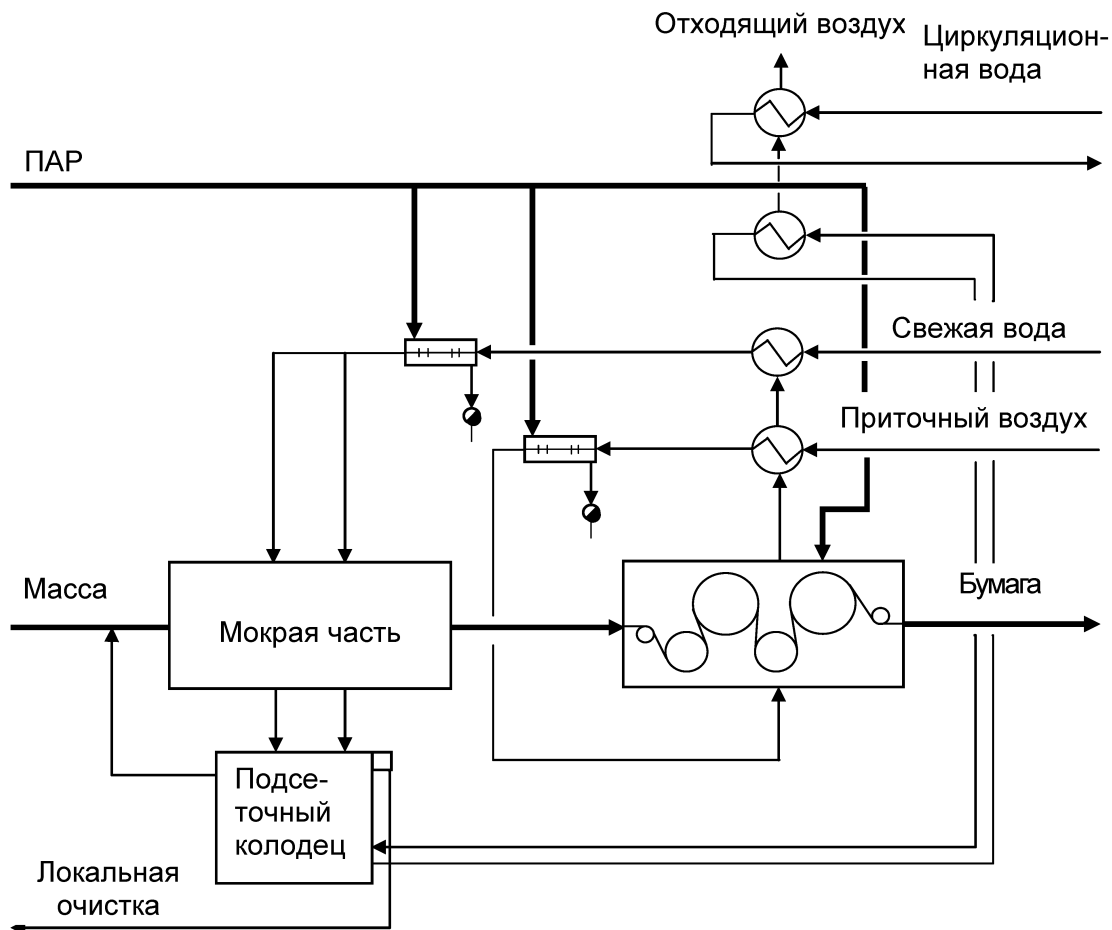 Отходящий воздух
Циркуляцион-
ная вода
ПАР
Свежая вода
Приточный воздух
Масса
Мокрая часть
Бумага
Подсе-
точный
колодец
Локальная
очистка